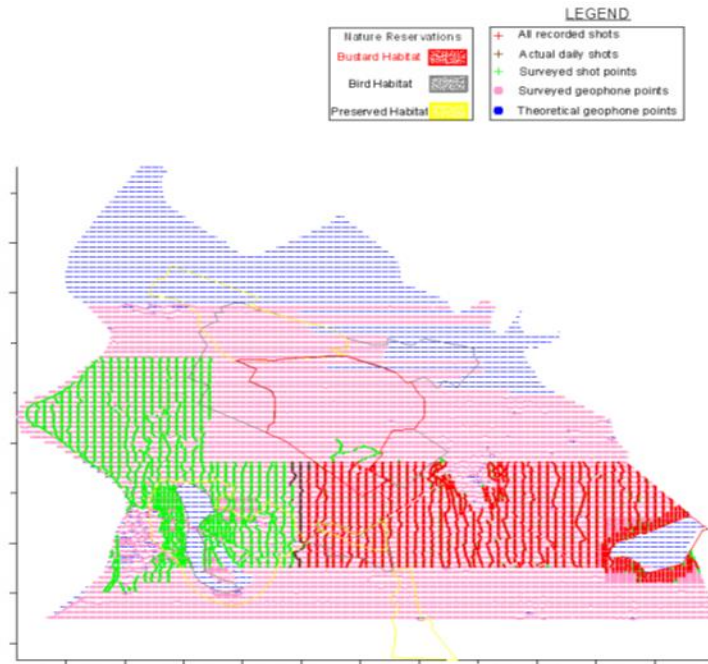 LEGEND
Nature Reservations
Bustard Habitat
Bird Habitat
Preserved Habitat
All recorded shots
Actual daily shots
Surveyed shot points
Surveyed geophone points
Theoretical geophone points